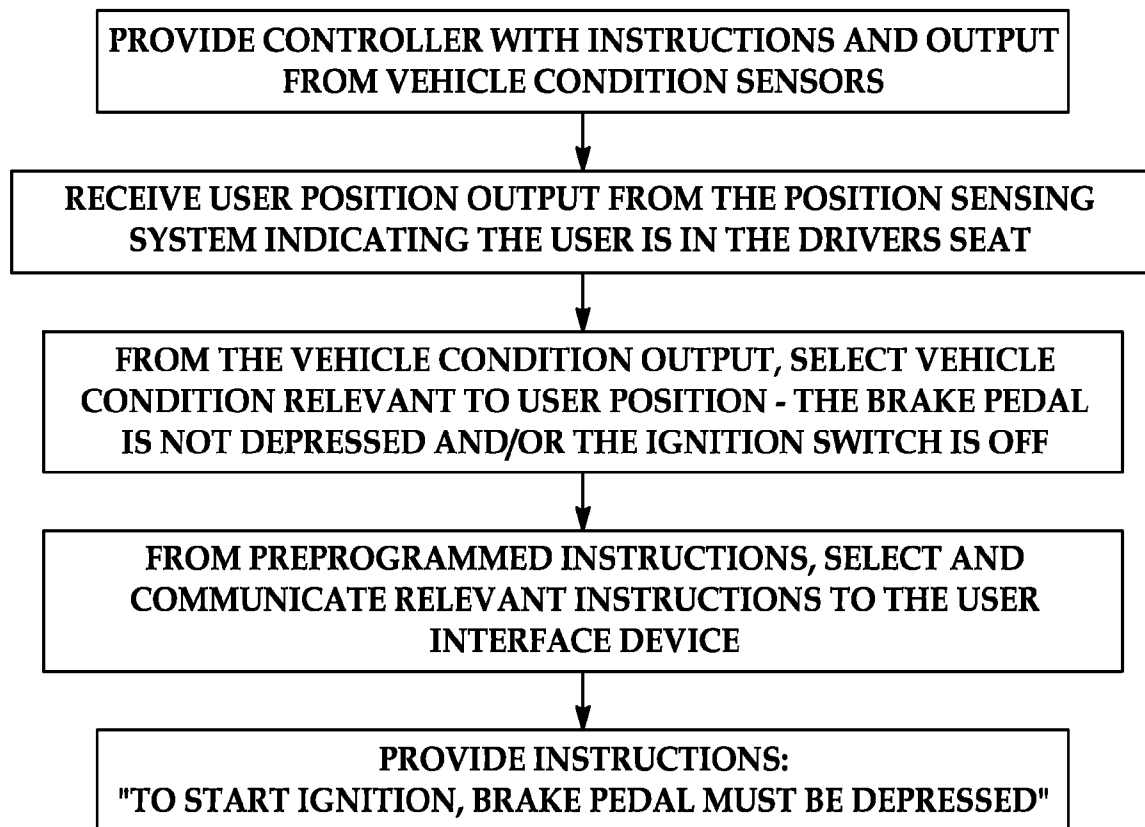 PROVIDE CONTROLLER WITH INSTRUCTIONS AND OUTPUT
FROM VEHICLE CONDITION SENSORS
RECEIVE USER POSITION OUTPUT FROM THE POSITION SENSING
SYSTEM INDICATING THE USER IS IN THE DRIVERS SEAT
FROM THE VEHICLE CONDITION OUTPUT, SELECT VEHICLE
CONDITION RELEVANT TO USER POSITION - THE BRAKE PEDAL
IS NOT DEPRESSED AND/OR THE IGNITION SWITCH IS OFF
FROM PREPROGRAMMED INSTRUCTIONS, SELECT AND
COMMUNICATE RELEVANT INSTRUCTIONS TO THE USER
INTERFACE DEVICE
PROVIDE INSTRUCTIONS:
"TO START IGNITION, BRAKE PEDAL MUST BE DEPRESSED"